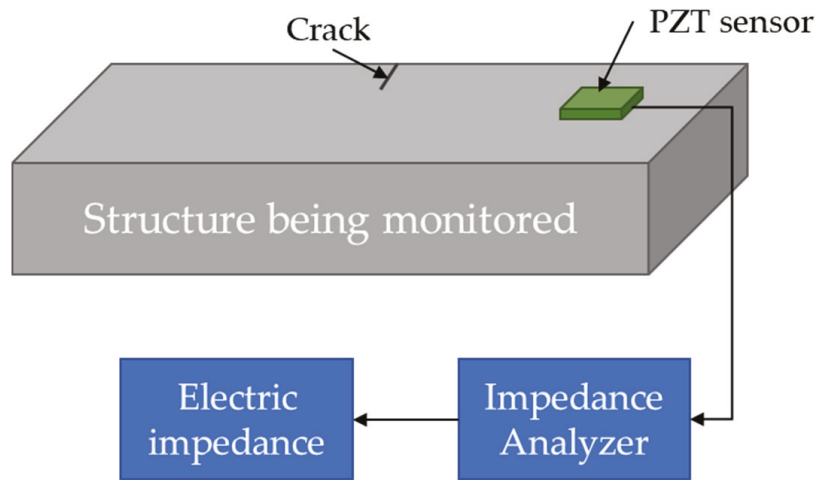 Crack
PZT sensor
Structure being monitored
Electric
impedance
Impedance
Analyzer